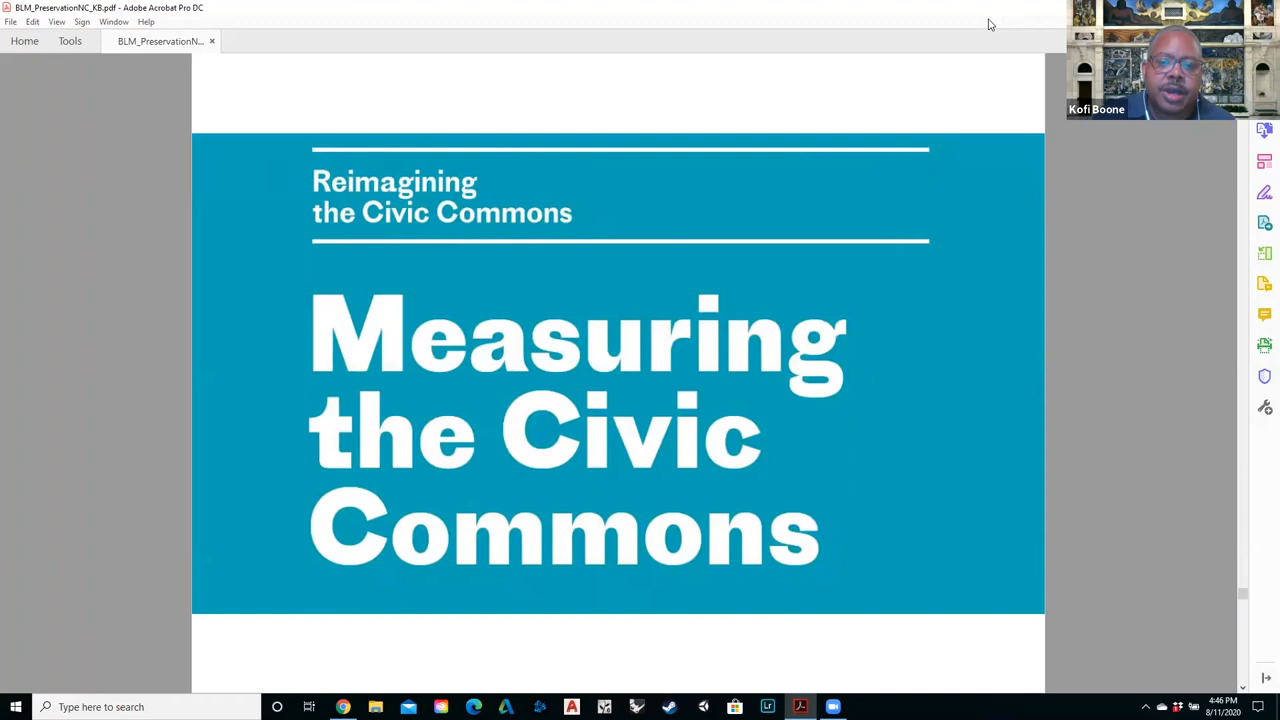 BLM_PreservationNC_KB.pdf - Adobe Acrobat Pro DC
File Edit View Sign Window Help
Home Tools BLM_PreservationN... ×
Kofi Boone
Reimagining
the Civic Commons
Measuring
the Civic
Commons
Type here to search
4:46 PM
8/11/2020